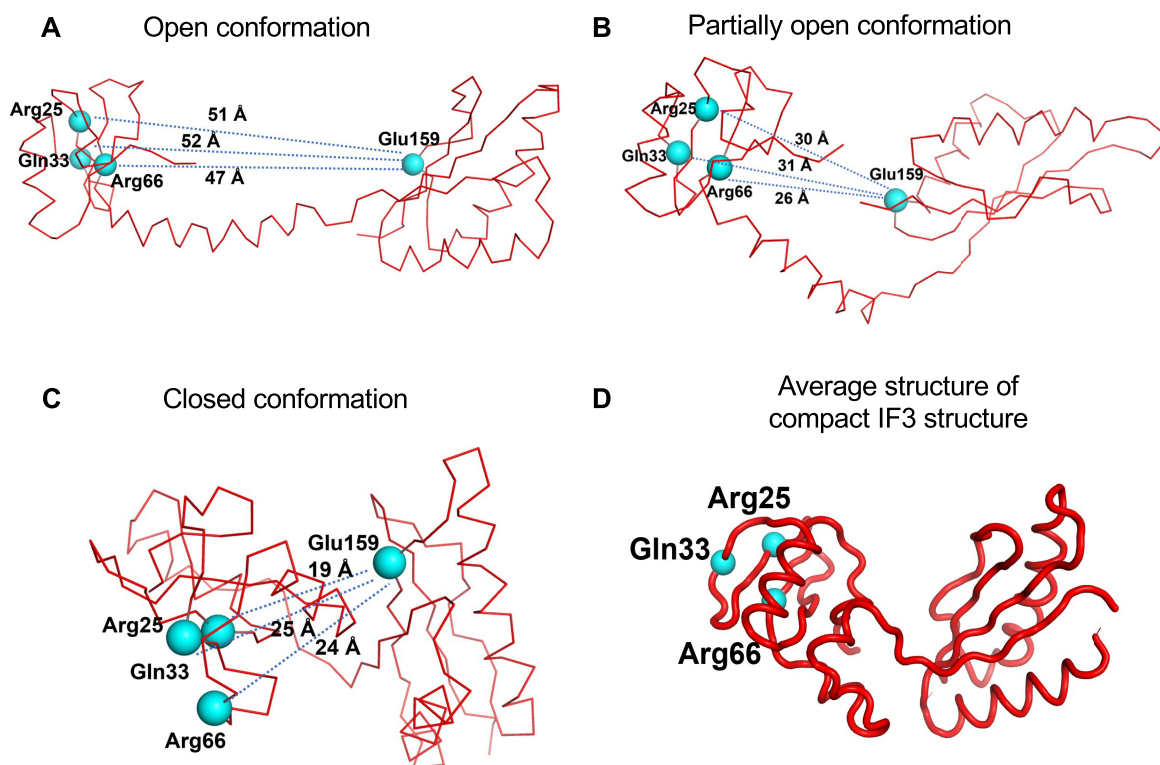 A
Open conformation
Arg25
51 Å
52 Å
Glu159
Gln33
Arg66
47 Å
B
Partially open conformation
Arg25
30 Å
Gln33
31 Å
Glu159
Arg66
26 Å
C
Closed conformation
Glu159
19 Å
Arg25
25 Å
24 Å
Gln33
Arg66
D
Average structure of
compact IF3 structure
Arg25
Gln33
Arg66